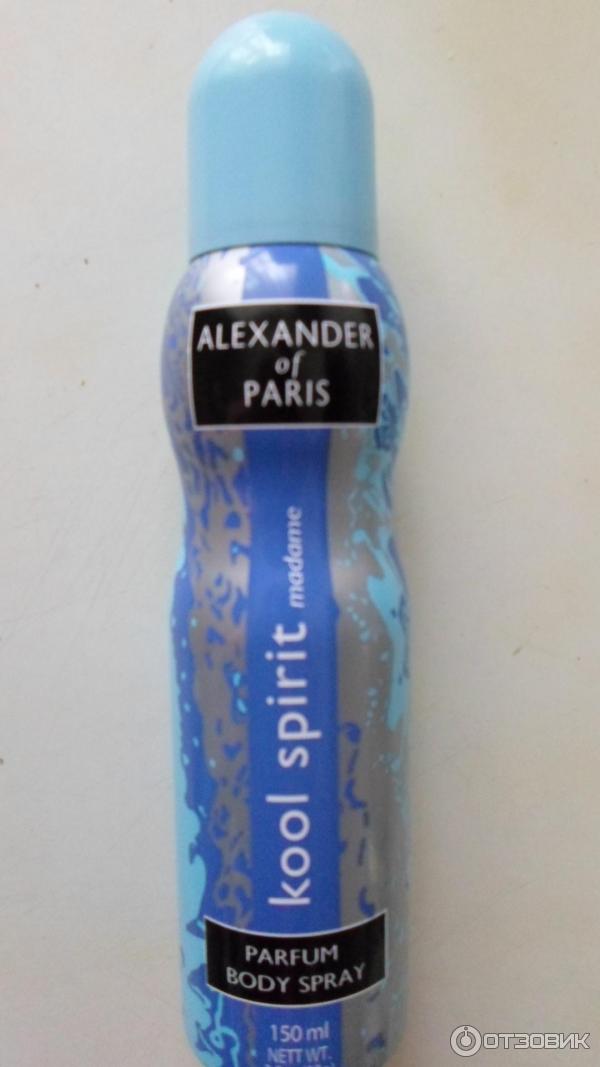 ALEXANDER
of
PARIS
kool spirit madame
PARFUM
BODY SPRAY
150 ml
NETT WT.
ОТЗОВИК